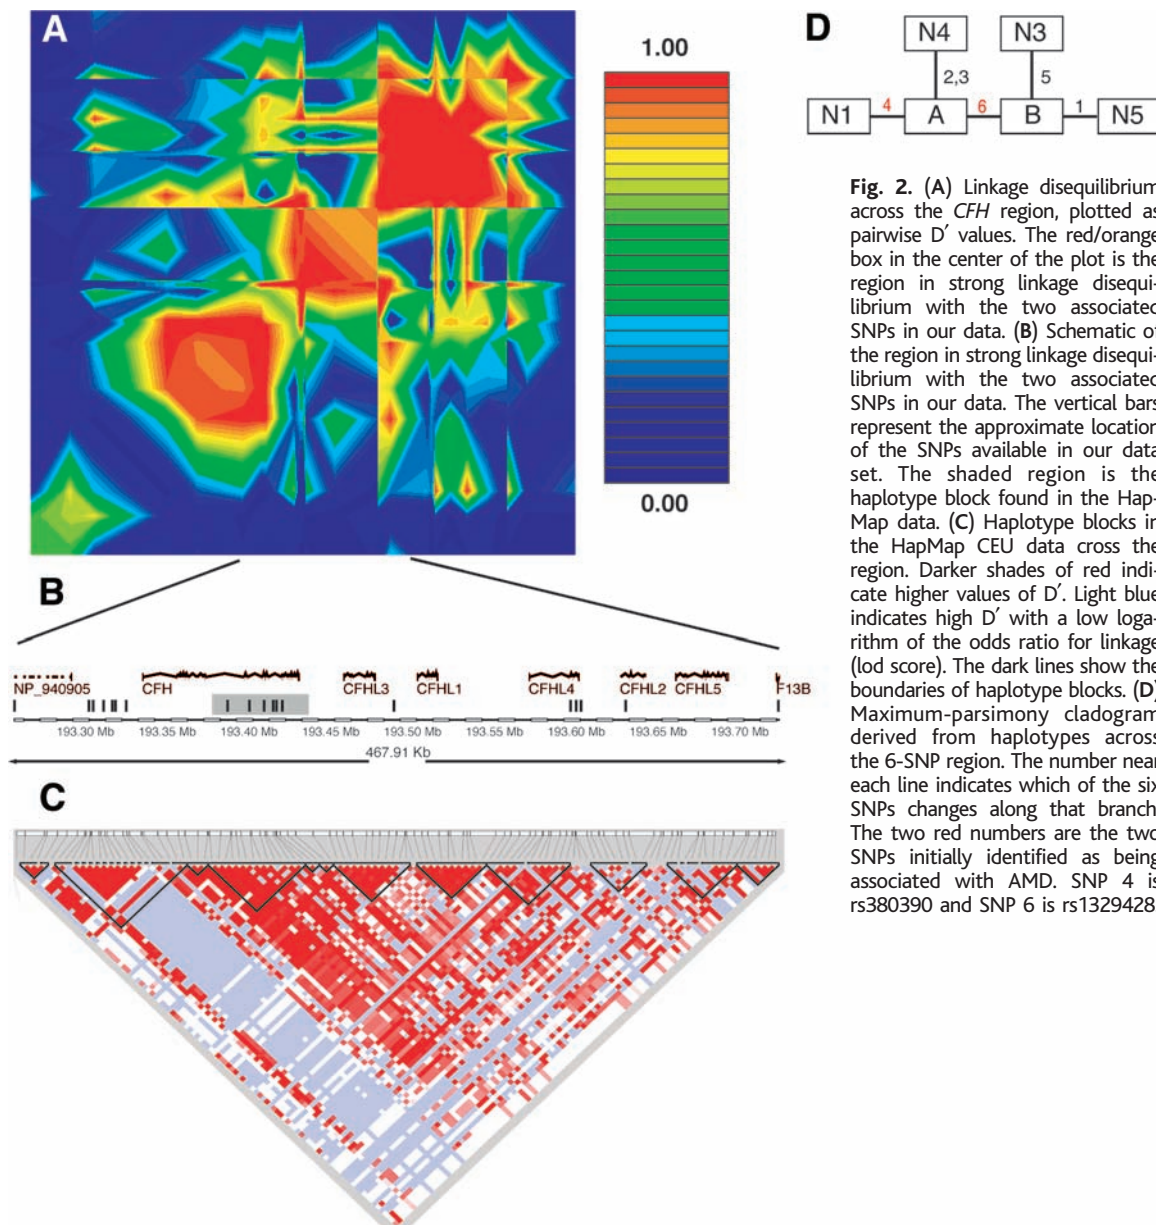 A
1.00
0.00
D
N4
N3
2,3
5
N1
4
A
6
B
1
N5
Fig. 2. (A) Linkage disequilibrium
across the CFH region, plotted as
pairwise D′ values. The red/orange
box in the center of the plot is the
region in strong linkage disequi-
librium with the two associated
SNPs in our data. (B) Schematic of
the region in strong linkage disequi-
librium with the two associated
SNPs in our data. The vertical bars
represent the approximate location
of the SNPs available in our data
set. The shaded region is the
haplotype block found in the Hap-
Map data. (C) Haplotype blocks in
the HapMap CEU data cross the
region. Darker shades of red indi-
cate higher values of D′. Light blue
indicates high D′ with a low loga-
rithm of the odds ratio for linkage
(lod score). The dark lines show the
boundaries of haplotype blocks. (D)
Maximum-parsimony cladogram
derived from haplotypes across
the 6-SNP region. The number near
each line indicates which of the six
SNPs changes along that branch.
The two red numbers are the two
SNPs initially identified as being
associated with AMD. SNP 4 is
rs380390 and SNP 6 is rs1329428
B
NP_940905 CFH CFHL3 CFHL1 CFHL4 CFHL2 CFHL5 F13B
193.30 Mb 193.35 Mb 193.40 Mb 193.45 Mb 193.50 Mb 193.55 Mb 193.60 Mb 193.65 Mb 193.70 Mb
467.91 Kb
C